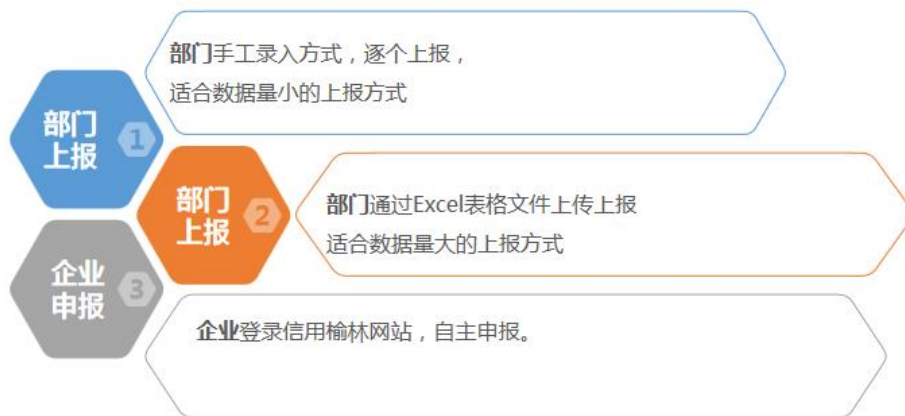 部门手工录入方式，逐个上报，
适合数据量小的上报方式
部门
上报
1
部门
上报
2
部门通过Excel表格文件上传上报
适合数据量大的上报方式
企业
申报
3
企业登录信用榆林网站，自主申报。